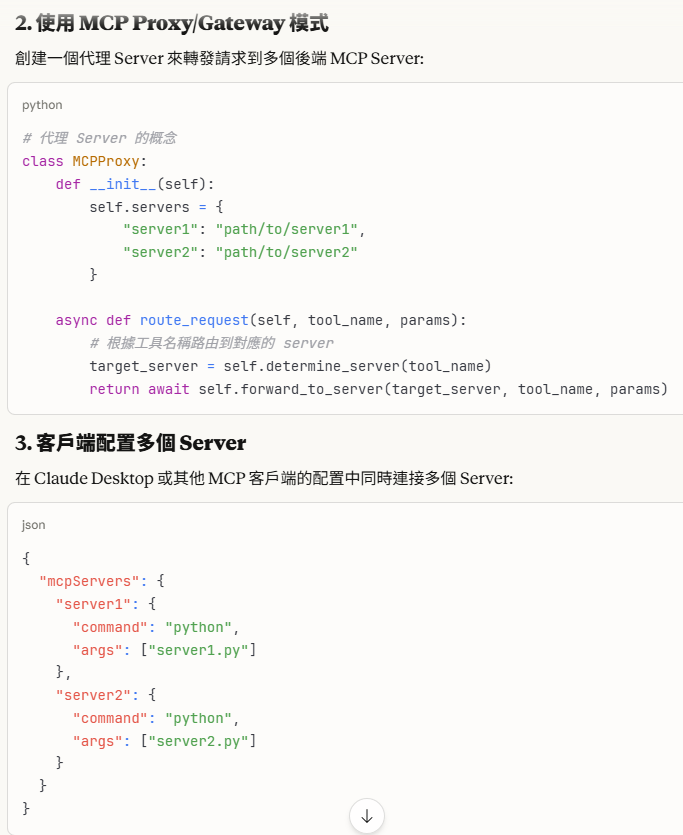 2. 使用 MCP Proxy/Gateway 模式
創建一個代理 Server 來轉發請求到多個後端 MCP Server:
python
# 代理 Server 的概念
class MCPProxy:
    def __init__(self):
        self.servers = {
            "server1": "path/to/server1",
            "server2": "path/to/server2"
        }
    async def route_request(self, tool_name, params):
        # 根據工具名稱路由到對應的 server
        target_server = self.determine_server(tool_name)
        return await self.forward_to_server(target_server, tool_name, params)
3. 客戶端配置多個 Server
在 Claude Desktop 或其他 MCP 客戶端的配置中同時連接多個 Server:
json
{
  "mcpServers": {
    "server1": {
      "command": "python",
      "args": ["server1.py"]
    },
    "server2": {
      "command": "python",
      "args": ["server2.py"]
    }
  }
}